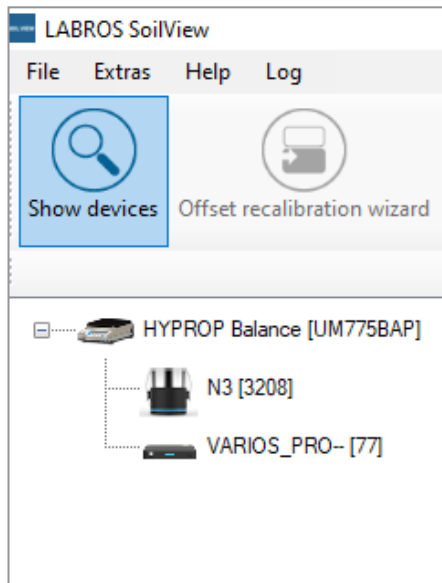 LABROS SoilView
File Extras Help Log
Show devices Offset recalibration wizard
HYPROP Balance [UM775BAP]
N3 [3208]
VARIOS_PRO-- [77]